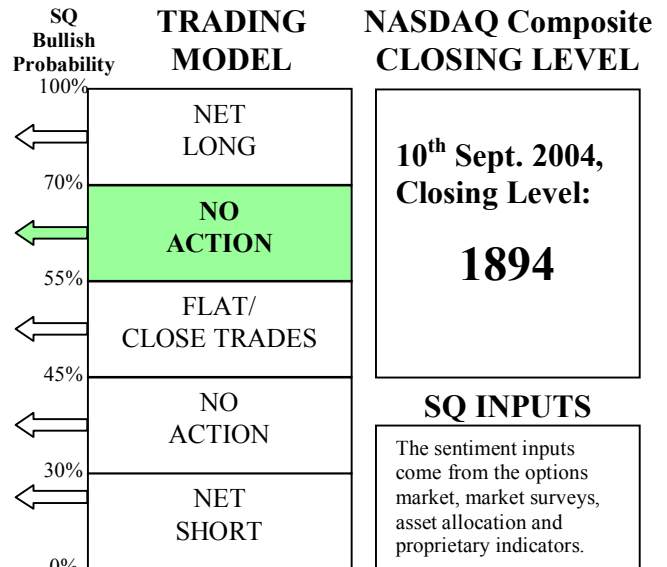 SQ
Bullish
Probability
TRADING
MODEL
100%
NET
LONG
70%
NO
ACTION
55%
FLAT/
CLOSE TRADES
45%
NO
ACTION
30%
NET
SHORT
0%
NASDAQ Composite
CLOSING LEVEL
10th Sept. 2004,
Closing Level:
1894
SQ INPUTS
The sentiment inputs
come from the options
market, market surveys,
asset allocation and
proprietary indicators.